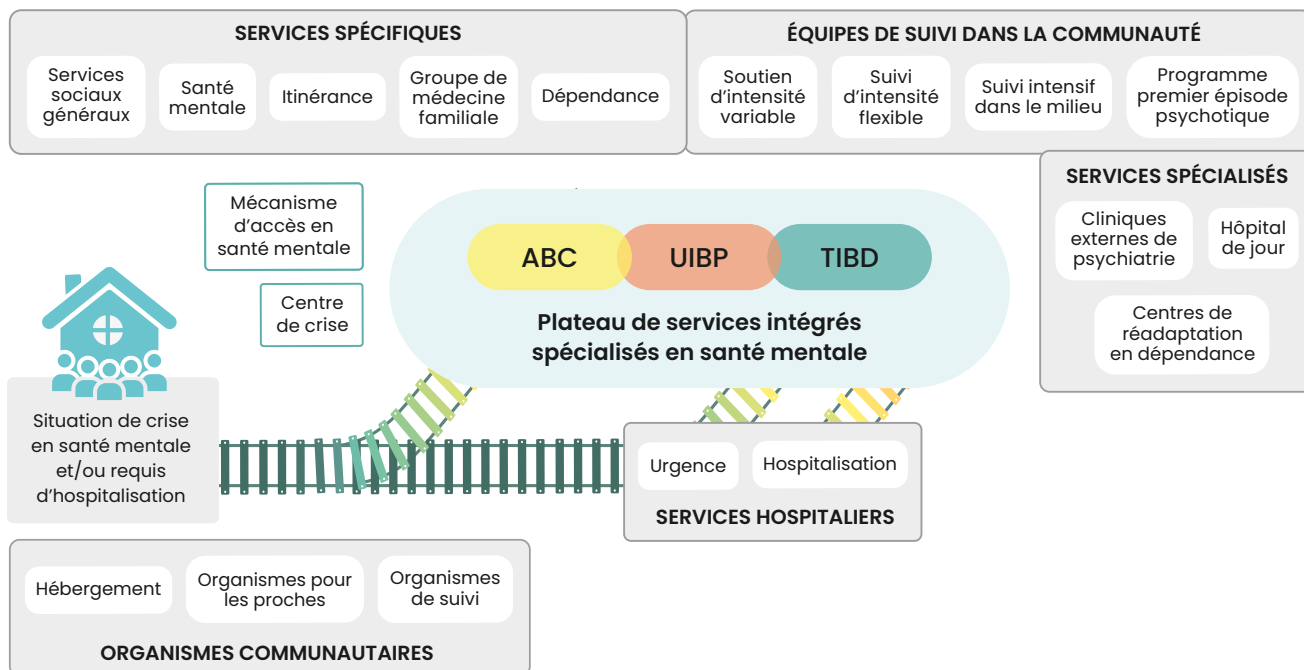 SERVICES SPÉCIFIQUES
Services
sociaux
généraux
Santé
mentale
Itinérance
Groupe de
médecine
familiale
Dépendance
ÉQUIPES DE SUIVI DANS LA COMMUNAUTÉ
Soutien
d’intensité
variable
Suivi
d’intensité
flexible
Suivi intensif
dans le milieu
Programme
premier épisode
psychotique
SERVICES SPÉCIALISÉS
Cliniques
externes de
psychiatrie
Hôpital
de jour
Centres de
réadaptation
en dépendance
Mécanisme
d’accès en
santé mentale
Centre
de crise
ABC
UIBP
TIBD
Plateau de services intégrés
spécialisés en santé mentale
Situation de crise
en santé mentale
et/ou requis
d’hospitalisation
Urgence
Hospitalisation
SERVICES HOSPITALIERS
Hébergement
Organismes pour
les proches
Organismes
de suivi
ORGANISMES COMMUNAUTAIRES